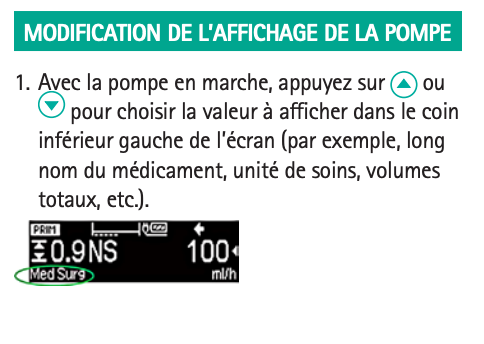 MODIFICATION DE L'AFFICHAGE DE LA POMPE
1. Avec la pompe en marche, appuyez sur ou
pour choisir la valeur à afficher dans le coin
inférieur gauche de l'écran (par exemple, long
nom du médicament, unité de soins, volumes
totaux, etc.).
PRIM
0.9NS 100
Med Surg ml/h